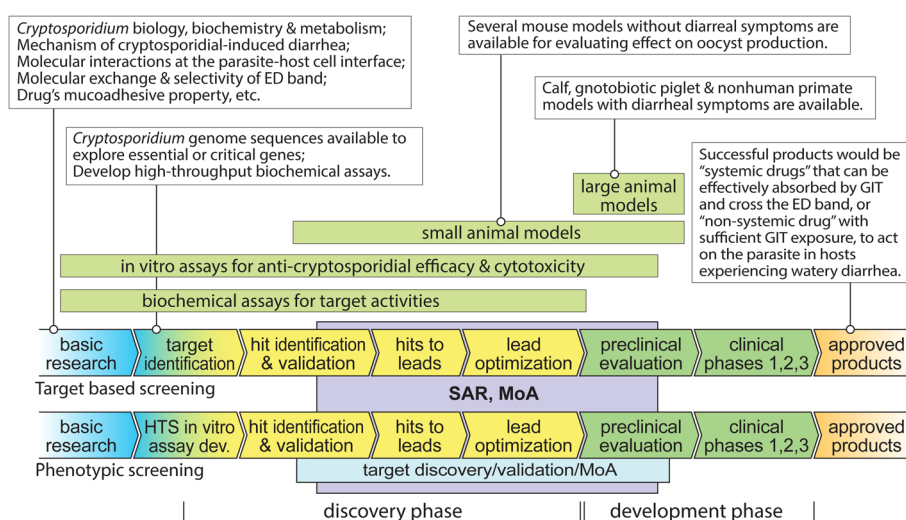 Cryptosporidium biology, biochemistry & metabolism;
Mechanism of cryptosporidial-induced diarrhea;
Molecular interactions at the parasite-host cell interface;
Molecular exchange & selectivity of ED band;
Drug's mucoadhesive property, etc.
Several mouse models without diarreal symptoms are
available for evaluating effect on oocyst production.
Calf, gnotobiotic piglet & nonhuman primate
models with diarrheal symptoms are available.
Cryptosporidium genome sequences available to
explore essential or critical genes;
Develop high-throughput biochemical assays.
Successful products would be
“systemic drugs” that can be
effectively absorbed by GIT
and cross the ED band, or
“non-systemic drug” with
sufficient GIT exposure, to act
on the parasite in hosts
experiencing watery diarrhea.
large animal
models
small animal models
in vitro assays for anti-cryptosporidial efficacy & cytotoxicity
biochemical assays for target activities
basic
research
target
identification
hit identification
& validation
hits to
leads
lead
optimization
preclinical
evaluation
clinical
phases 1,2,3
approved
products
Target based screening
SAR, MoA
basic
research
HTS in vitro
assay dev.
hit identification
& validation
hits to
leads
lead
optimization
preclinical
evaluation
clinical
phases 1,2,3
approved
products
Phenotypic screening
target discovery/validation/MoA
discovery phase
development phase